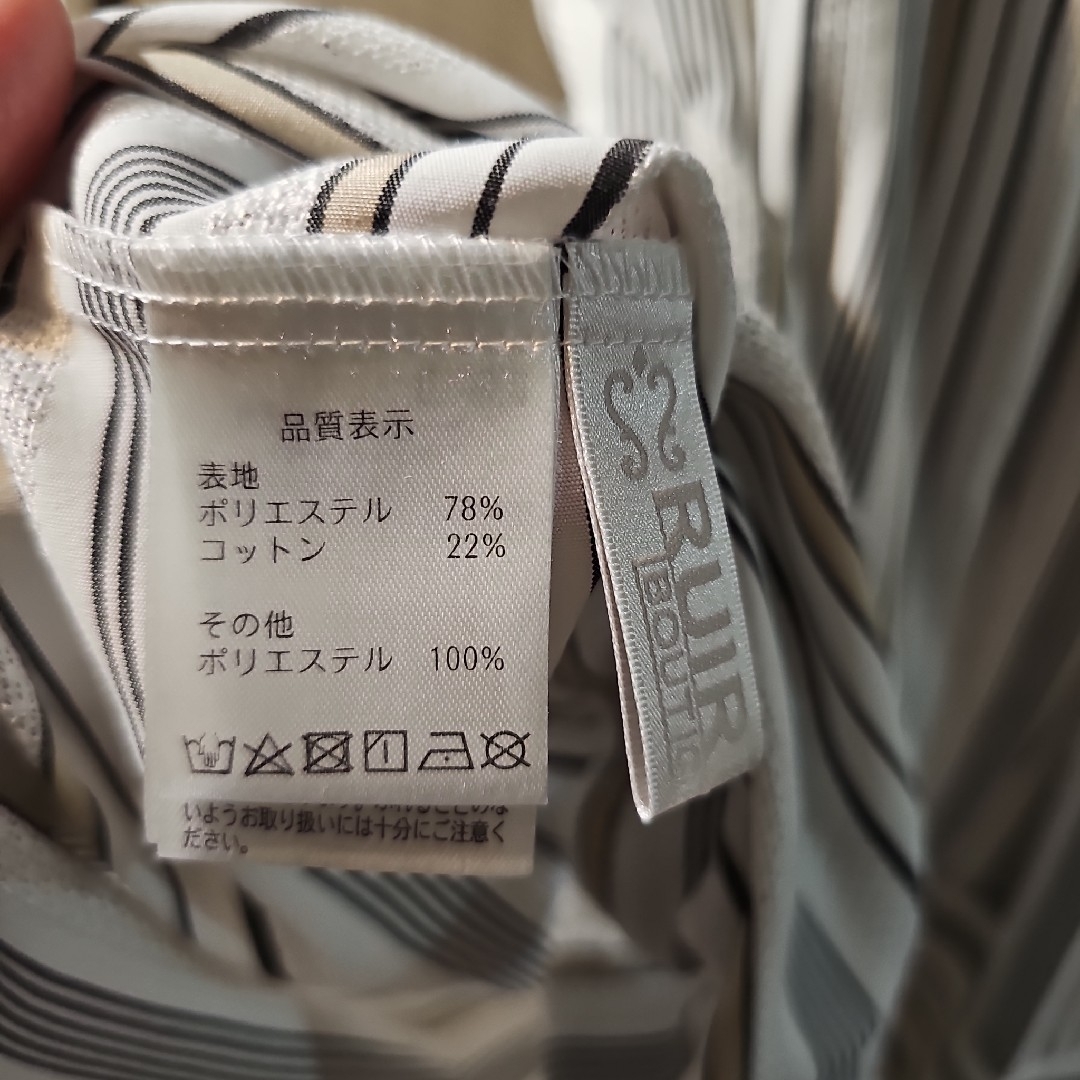 品質表示
表地
ポリエステル 78%
コットン 22%
その他
ポリエステル 100%
いようお取り扱いには十分にご注意く
ださい。
RUIR
BOUTIQ